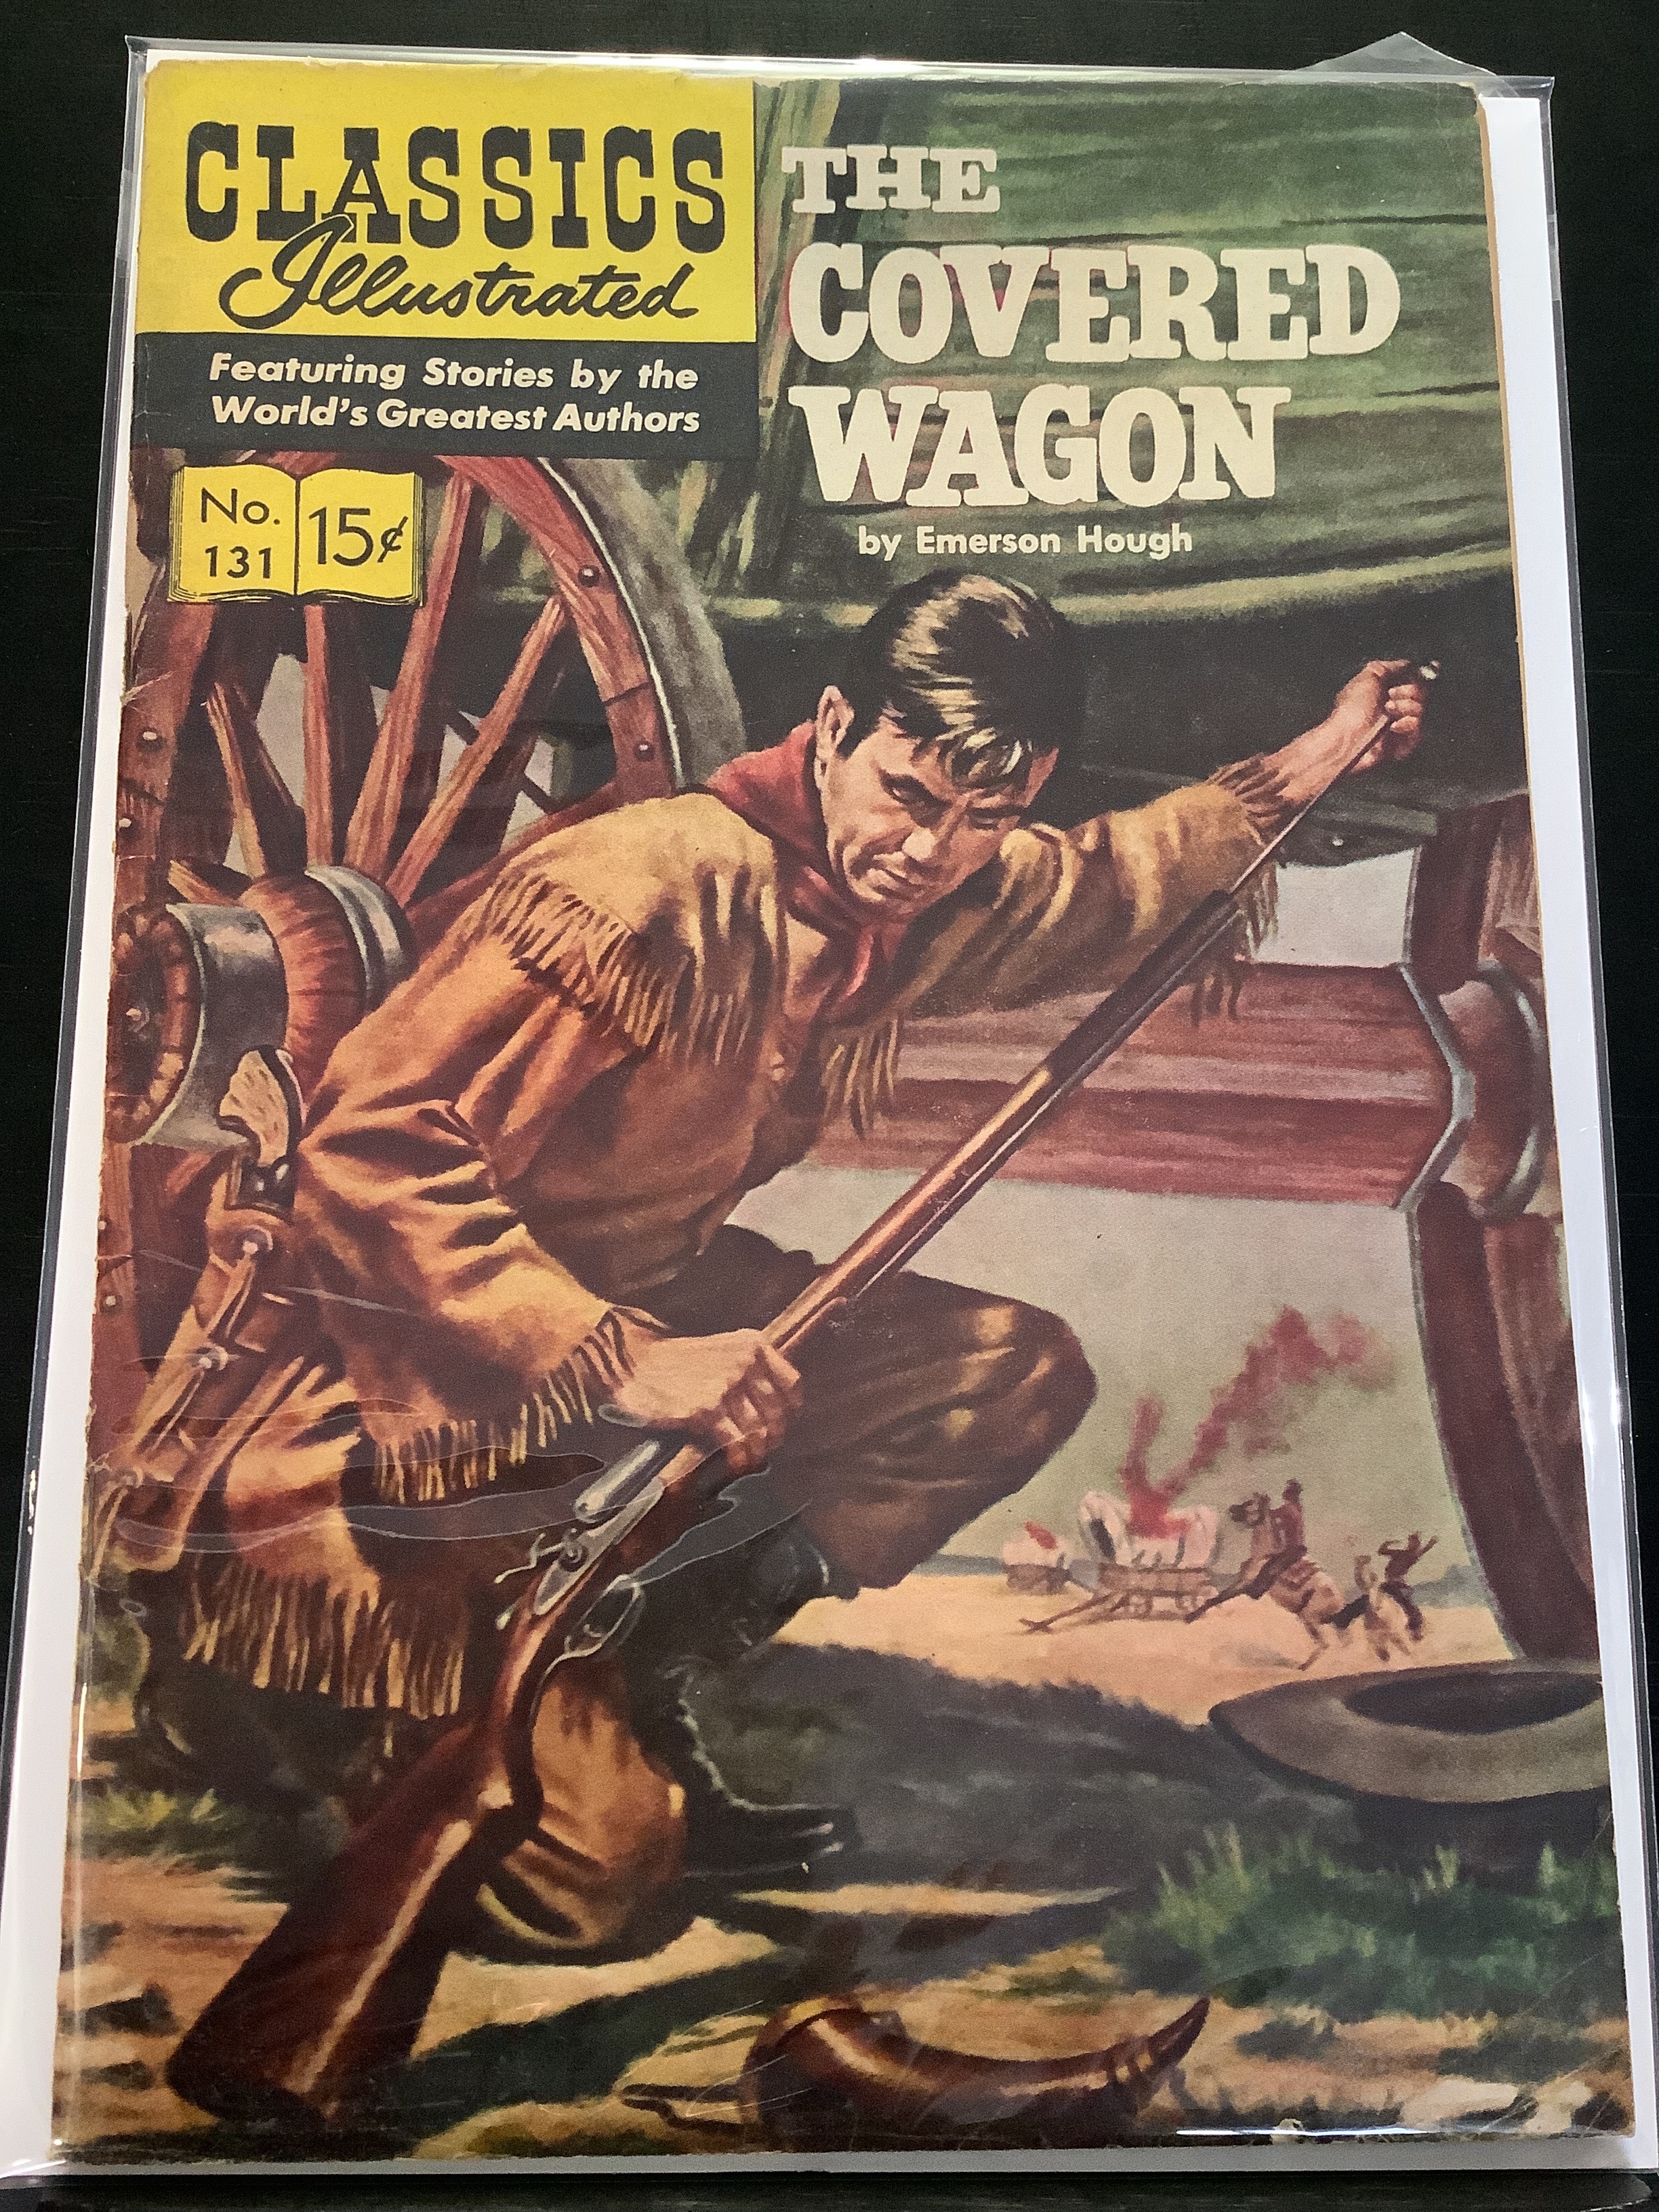 CLASSICS
Illustrated
Featuring Stories by the
World's Greatest Authors
No.
131
15¢
THE
COVERED
WAGON
by Emerson Hough